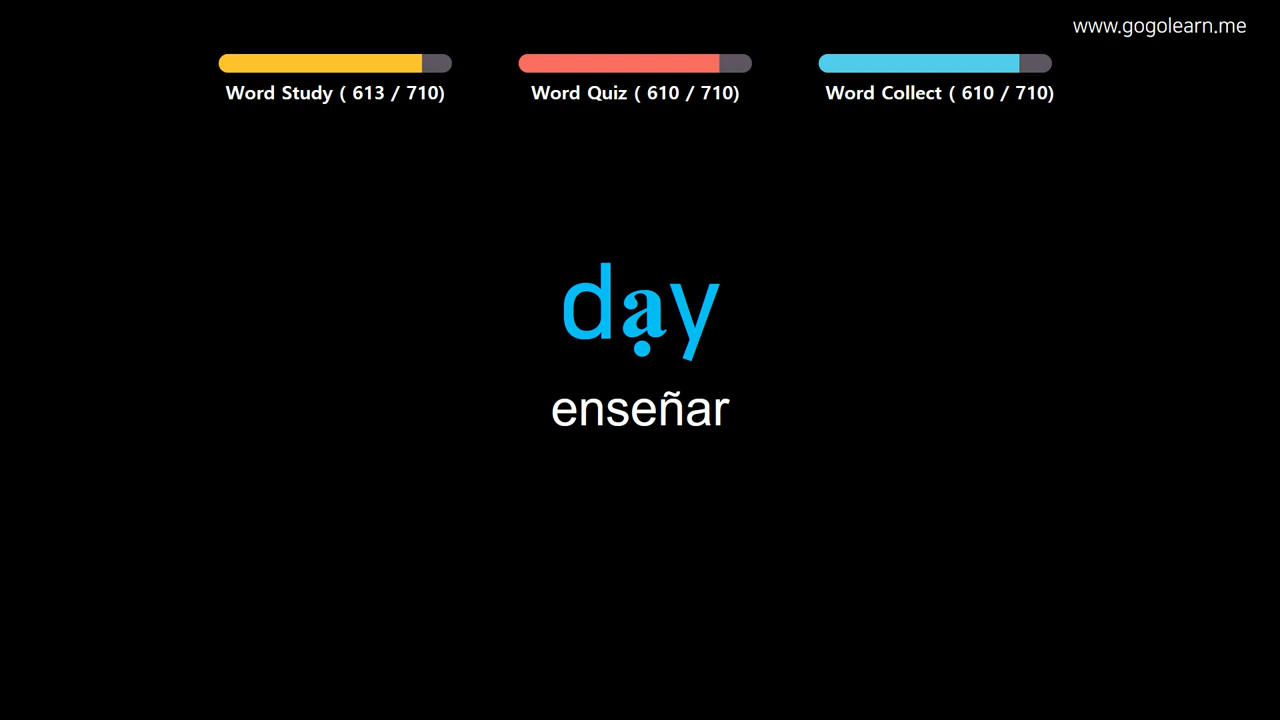 www.gogolearn.me
Word Study ( 613 / 710)
Word Quiz ( 610 / 710)
Word Collect ( 610 / 710)
dạy
enseñar